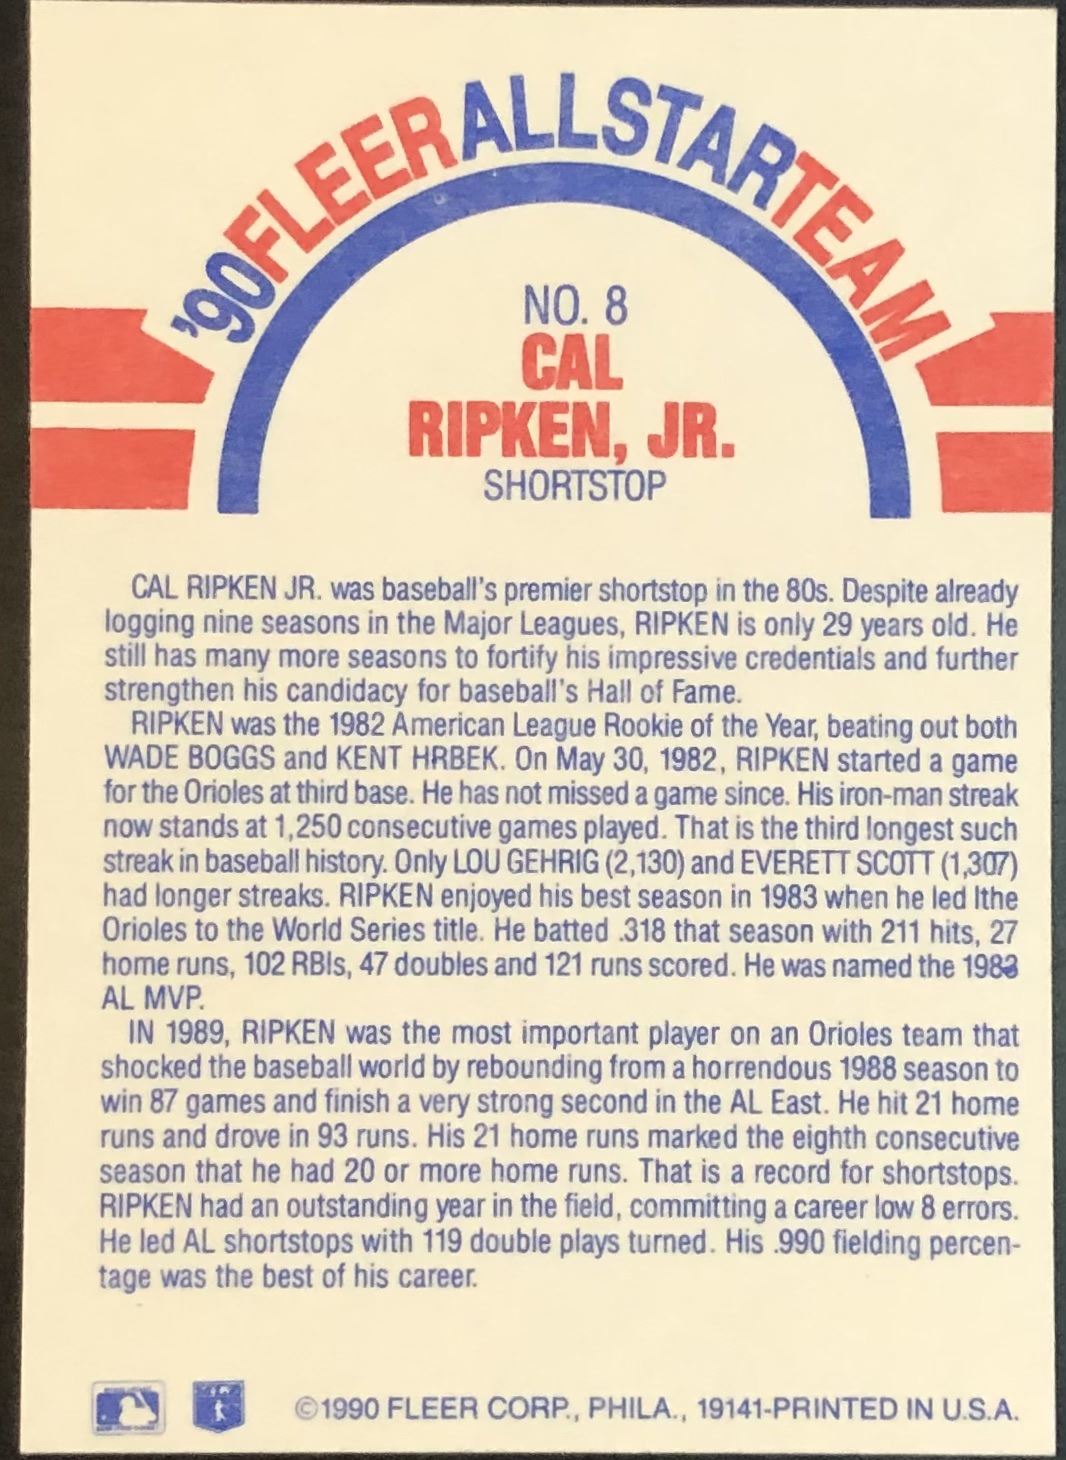 '90 FLEER ALL STAR TEAM
NO. 8
CAL
RIPKEN, JR.
SHORTSTOP
CAL RIPKEN JR. was baseball's premier shortstop in the 80s. Despite already
logging nine seasons in the Major Leagues, RIPKEN is only 29 years old. He
still has many more seasons to fortify his impressive credentials and further
strengthen his candidacy for baseball's Hall of Fame.
RIPKEN was the 1982 American League Rookie of the Year, beating out both
WADE BOGGS and KENT HRBEK. On May 30, 1982, RIPKEN started a game
for the Orioles at third base. He has not missed a game since. His iron-man streak
now stands at 1,250 consecutive games played. That is the third longest such
streak in baseball history. Only LOU GEHRIG (2,130) and EVERETT SCOTT (1,307)
had longer streaks. RIPKEN enjoyed his best season in 1983 when he led lthe
Orioles to the World Series title. He batted .318 that season with 211 hits, 27
home runs, 102 RBIs, 47 doubles and 121 runs scored. He was named the 1983
AL MVP.
IN 1989, RIPKEN was the most important player on an Orioles team that
shocked the baseball world by rebounding from a horrendous 1988 season to
win 87 games and finish a very strong second in the AL East. He hit 21 home
runs and drove in 93 runs. His 21 home runs marked the eighth consecutive
season that he had 20 or more home runs. That is a record for shortstops.
RIPKEN had an outstanding year in the field, committing a career low 8 errors.
He led AL shortstops with 119 double plays turned. His .990 fielding percen-
tage was the best of his career.
©1990 FLEER CORP., PHILA., 19141-PRINTED IN U.S.A.